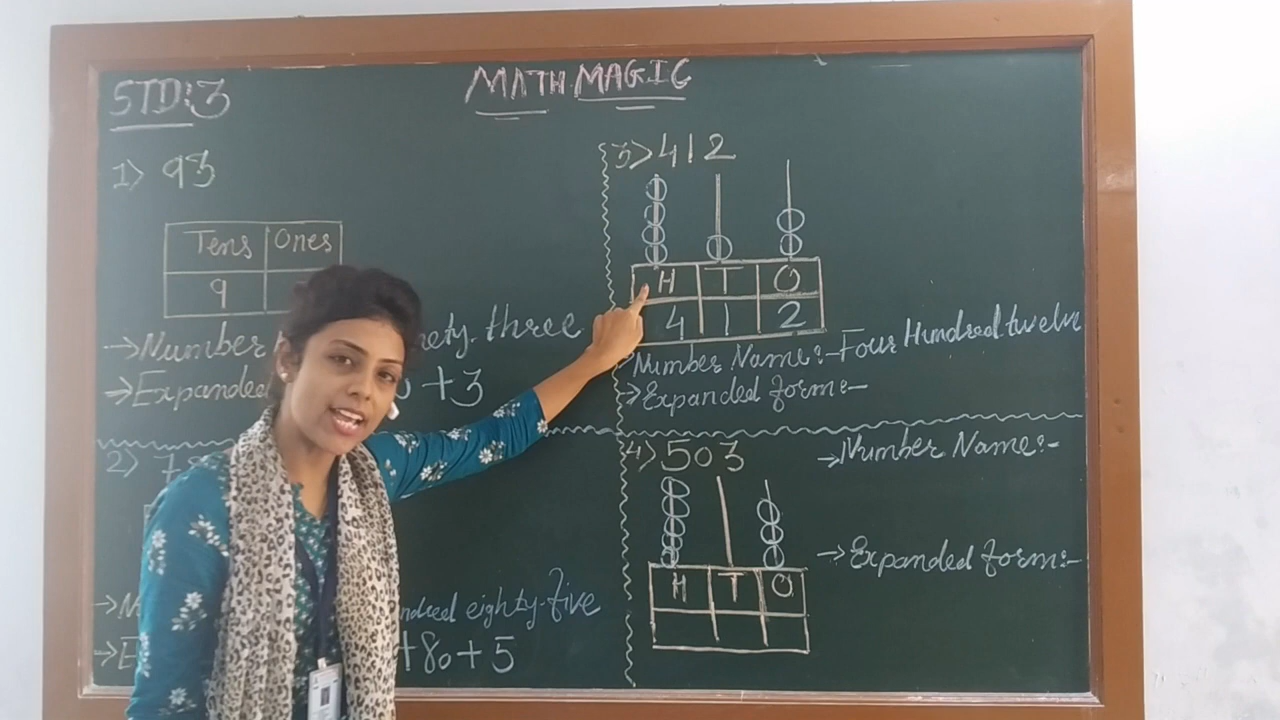 MATH MAGIC
STD:3
1) 93
Tens Ones
9
→Number ety three
→Expanded +3
2) 7
ndred eighty-five
+80+5
3) 412
H T O
4 1 2
→Number Name:-Four Hundred twelve
→Expanded form:-
4) 503
H T O
→Number Name:-
→Expanded form:-